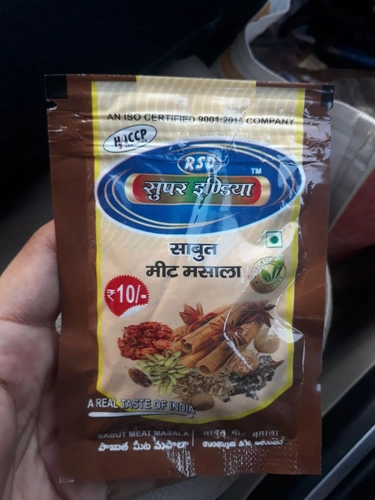 AN ISO CERTIFIED 9001:2015 COMPANY
HACCP
RSD
सुपर इण्डिया TM
साबुत
मीट मसाला
₹10/-
A REAL TASTE OF INDIA
SABUT MEAT MASALA